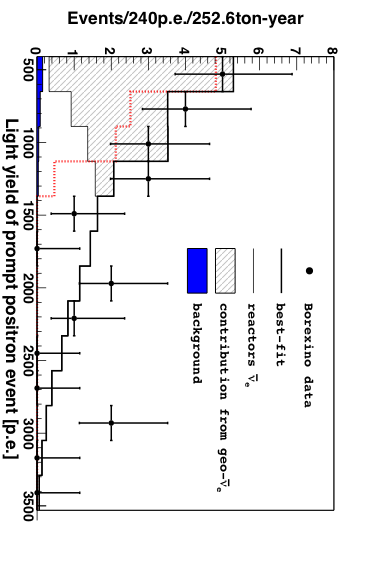 Events/240p.e./252.6ton-year
0 1 2 3 4 5 6 7 8
500 1000 1500 2000 2500 3000 3500
Light yield of prompt positron event [p.e.]
Borexino data
best-fit
reactors ν̅e
contribution from geo-ν̅e
background